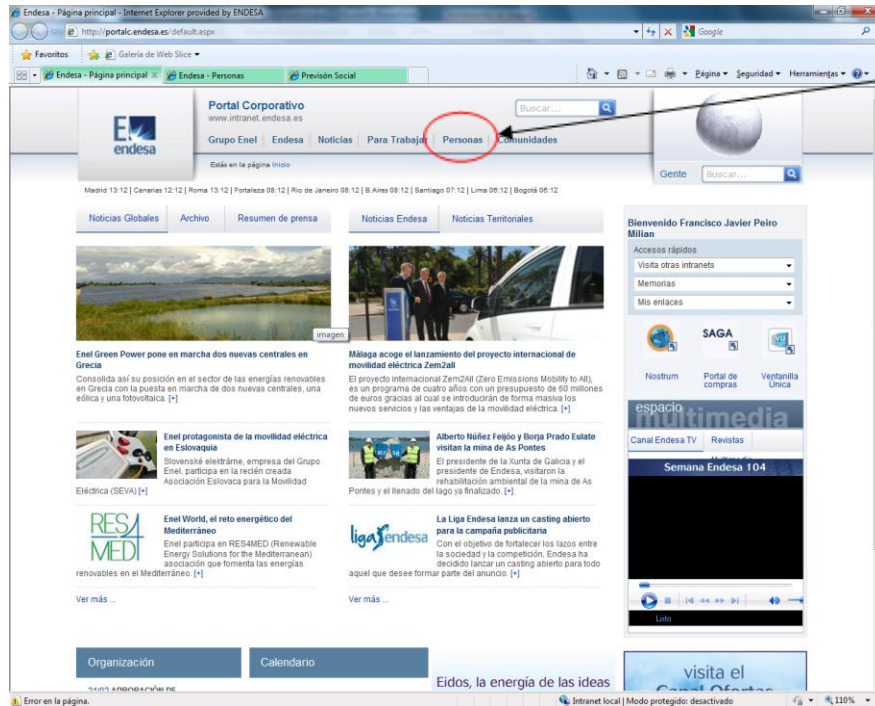 Endesa - Página principal - Internet Explorer provided by ENDESA
http://portalc.endesa.es/default.aspx
Google
Favoritos
Galería de Web Slice
Endesa - Página principal
Endesa - Personas
Previsón Social
Página
Seguridad
Herramientas
Portal Corporativo
www.intranet.endesa.es
Buscar...
endesa
Grupo Enel
Endesa
Noticias
Para Trabajar
Personas
Comunidades
Estás en la página Inicio
Gente
Buscar...
Madrid 13:12 | Canarias 12:12 | Roma 13:12 | Fortaleza 08:12 | Rio de Janeiro 08:12 | B.Aires 08:12 | Santiago 07:12 | Lima 06:12 | Bogotá 06:12
Noticias Globales
Archivo
Resumen de prensa
Noticias Endesa
Noticias Territoriales
imagen
Enel Green Power pone en marcha dos nuevas centrales en
Grecia
Consolida así su posición en el sector de las energías renovables
en Grecia con la puesta en marcha de dos nuevas centrales, una
eólica y una fotovoltaica. [+]
Enel protagonista de la movilidad eléctrica
en Eslovaquia
Slovenské elektrárne, empresa del Grupo
Enel, participa en la recién creada
Asociación Eslovaca para la Movilidad
Eléctrica (SEVA) [+]
RES4
MED
Enel World, el reto energético del
Mediterráneo
Enel participa en RES4MED (Renewable
Energy Solutions for the Mediterranean)
asociación que fomenta las energías
renovables en el Mediterráneo. [+]
Ver más ...
Málaga acoge el lanzamiento del proyecto internacional de
movilidad eléctrica Zem2all
El proyecto internacional Zem2All (Zero Emissions Mobility to All),
es un programa de cuatro años con un presupuesto de 60 millones
de euros gracias al cual se introducirán de forma masiva los
nuevos servicios y las ventajas de la movilidad eléctrica. [+]
Alberto Núñez Feijóo y Borja Prado Eulate
visitan la mina de As Pontes
El presidente de la Xunta de Galicia y el
presidente de Endesa, visitaron la
rehabilitación ambiental de la mina de As
Pontes y el llenado del lago ya finalizado. [+]
liga endesa
La Liga Endesa lanza un casting abierto
para la campaña publicitaria
Con el objetivo de fortalecer los lazos entre
la sociedad y la competición, Endesa ha
decidido lanzar un casting abierto para todo
aquel que desee formar parte del anuncio. [+]
Ver más ...
Bienvenido Francisco Javier Peiro
Milian
Accesos rápidos
Visita otras intranets
Memorias
Mis enlaces
SAGA
Nostrum
Portal de
compras
Ventanilla
Única
espacio
multimedia
Canal Endesa TV
Revistas
Semana Endesa 104
Listo
Organización
Calendario
21/02 APROBACIÓN DE
Eidos, la energía de las ideas
visita el
Canal Ofertas
Error en la página.
Intranet local | Modo protegido: desactivado
110%